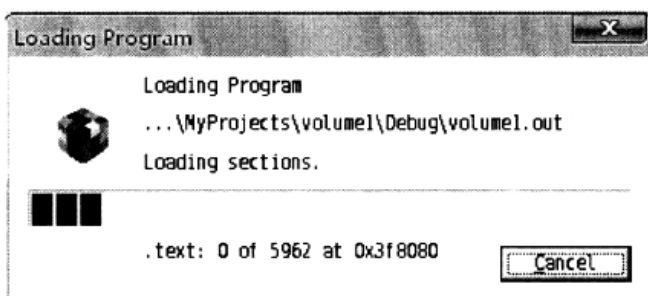 Loading Program
Loading Program
...\MyProjects\volume1\Debug\volume1.out
Loading sections.
.text: 0 of 5962 at 0x3f8080
Cancel